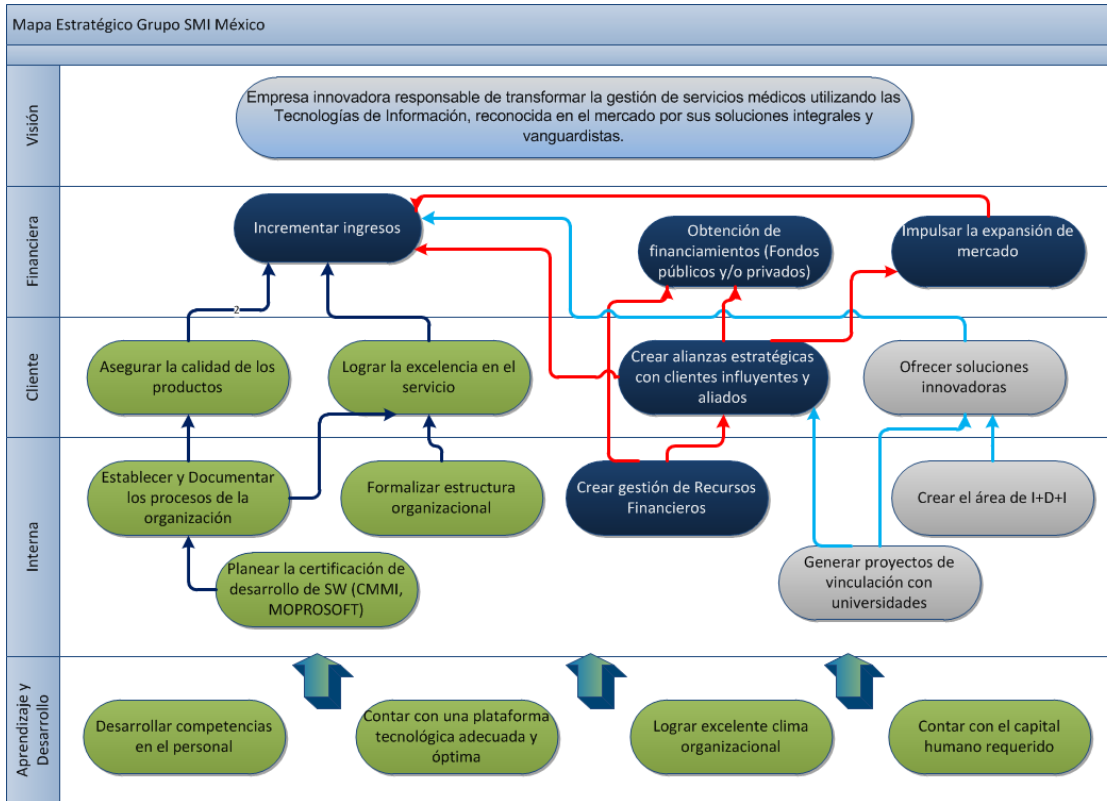 Mapa Estratégico Grupo SMI México
Visión
Empresa innovadora responsable de transformar la gestión de servicios médicos utilizando las
Tecnologías de Información, reconocida en el mercado por sus soluciones integrales y
vanguardistas.
Financiera
Incrementar ingresos
Obtención de
financiamientos (Fondos
públicos y/o privados)
Impulsar la expansión de
mercado
2
Cliente
Asegurar la calidad de los
productos
Lograr la excelencia en el
servicio
Crear alianzas estratégicas
con clientes influyentes y
aliados
Ofrecer soluciones
innovadoras
Interna
Establecer y Documentar
los procesos de la
organización
Formalizar estructura
organizacional
Crear gestión de Recursos
Financieros
Crear el área de I+D+I
Planear la certificación de
desarrollo de SW (CMMI,
MOPROSOFT)
Generar proyectos de
vinculación con
universidades
Aprendizaje y
Desarrollo
Desarrollar competencias
en el personal
Contar con una plataforma
tecnológica adecuada y
óptima
Lograr excelente clima
organizacional
Contar con el capital
humano requerido